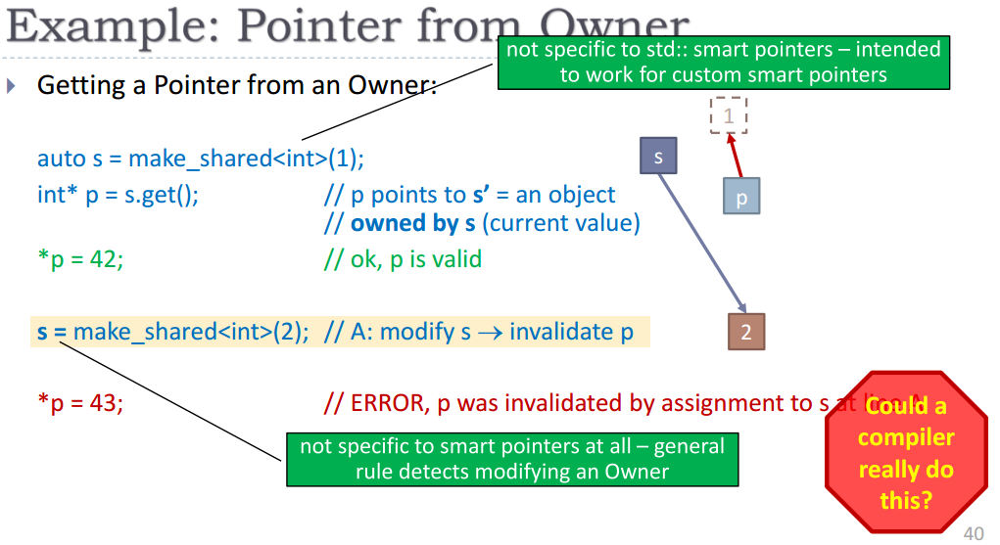 Example: Pointer from Owner
not specific to std:: smart pointers – intended
to work for custom smart pointers
Getting a Pointer from an Owner:
1
auto s = make_shared<int>(1);
s
int* p = s.get(); // p points to s’ = an object
p
// owned by s (current value)
*p = 42; // ok, p is valid
s = make_shared<int>(2); // A: modify s → invalidate p
2
*p = 43; // ERROR, p was invalidated by assignment to s at line A
Could a
compiler
really do
this?
not specific to smart pointers at all – general
rule detects modifying an Owner
40